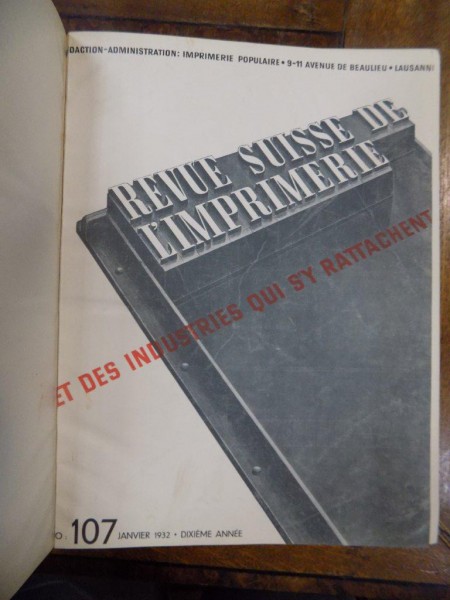 DACTION-ADMINISTRATION: IMPRIMERIE POPULAIRE • 9-11 AVENUE DE BEAULIEU • LAUSANN
REVUE SUISSE DE
L'IMPRIMERIE
ET DES INDUSTRIES QUI S'Y RATTACHENT
O. 107 JANVIER 1932 • DIXIÈME ANNÉE